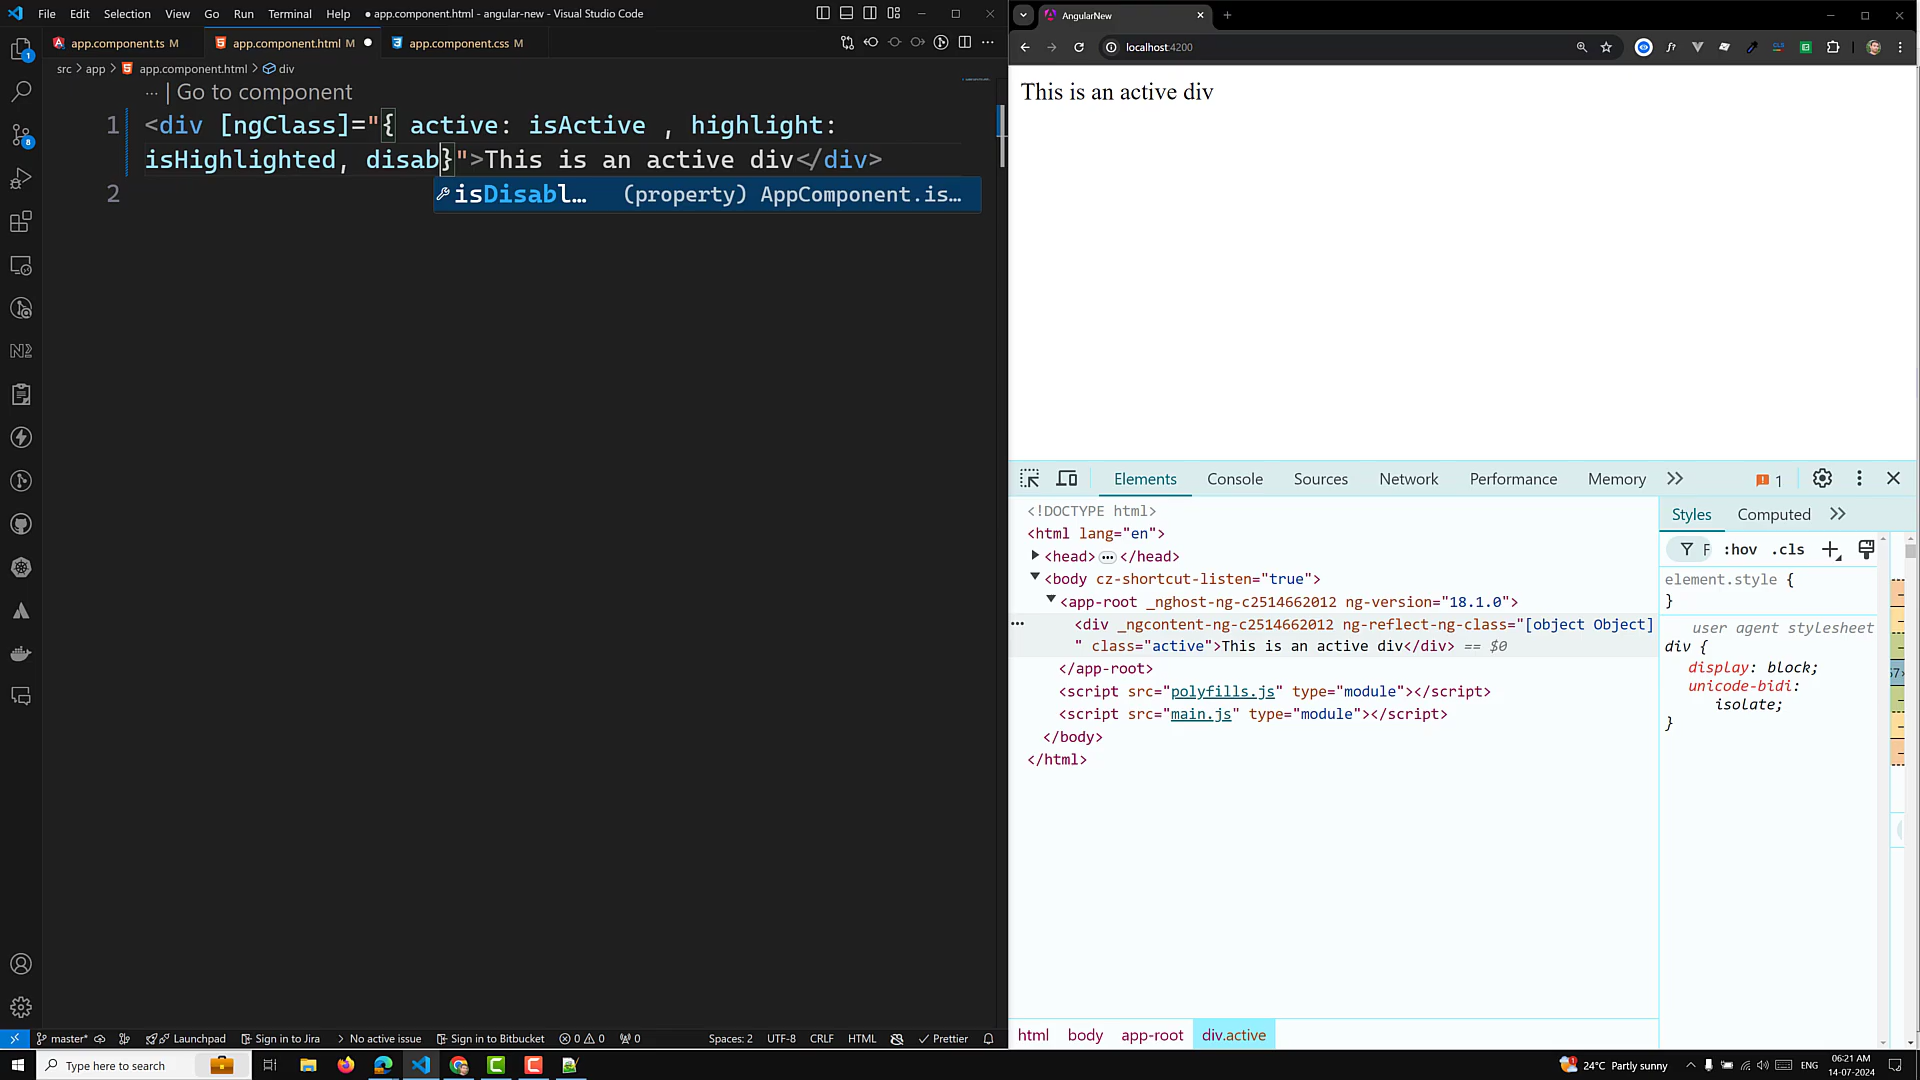 File Edit Selection View Go Run Terminal Help
● app.component.html - angular-new - Visual Studio Code
app.component.ts M
app.component.html M ●
app.component.css M
src > app > app.component.html > div
... | Go to component
1 <div [ngClass]="{ active: isActive , highlight:
isHighlighted, disab}">This is an active div</div>
isDisabl... (property) AppComponent.is...
2
master* Launchpad Sign in to Jira No active issue Sign in to Bitbucket 0 0 0
Spaces: 2 UTF-8 CRLF HTML Prettier
AngularNew
localhost:4200
This is an active div
Elements Console Sources Network Performance Memory 1
<!DOCTYPE html>
<html lang="en">
<head>...</head>
<body cz-shortcut-listen="true">
<app-root _nghost-ng-c2514662012 ng-version="18.1.0">
... <div _ngcontent-ng-c2514662012 ng-reflect-ng-class="[object Object]
" class="active">This is an active div</div> == $0
</app-root>
<script src="polyfills.js" type="module"></script>
<script src="main.js" type="module"></script>
</body>
</html>
html body app-root div.active
Styles Computed
F :hov .cls
element.style {
}
user agent stylesheet
div {
display: block;
unicode-bidi:
isolate;
}
Type here to search
24°C Partly sunny
ENG
06:21 AM
14-07-2024